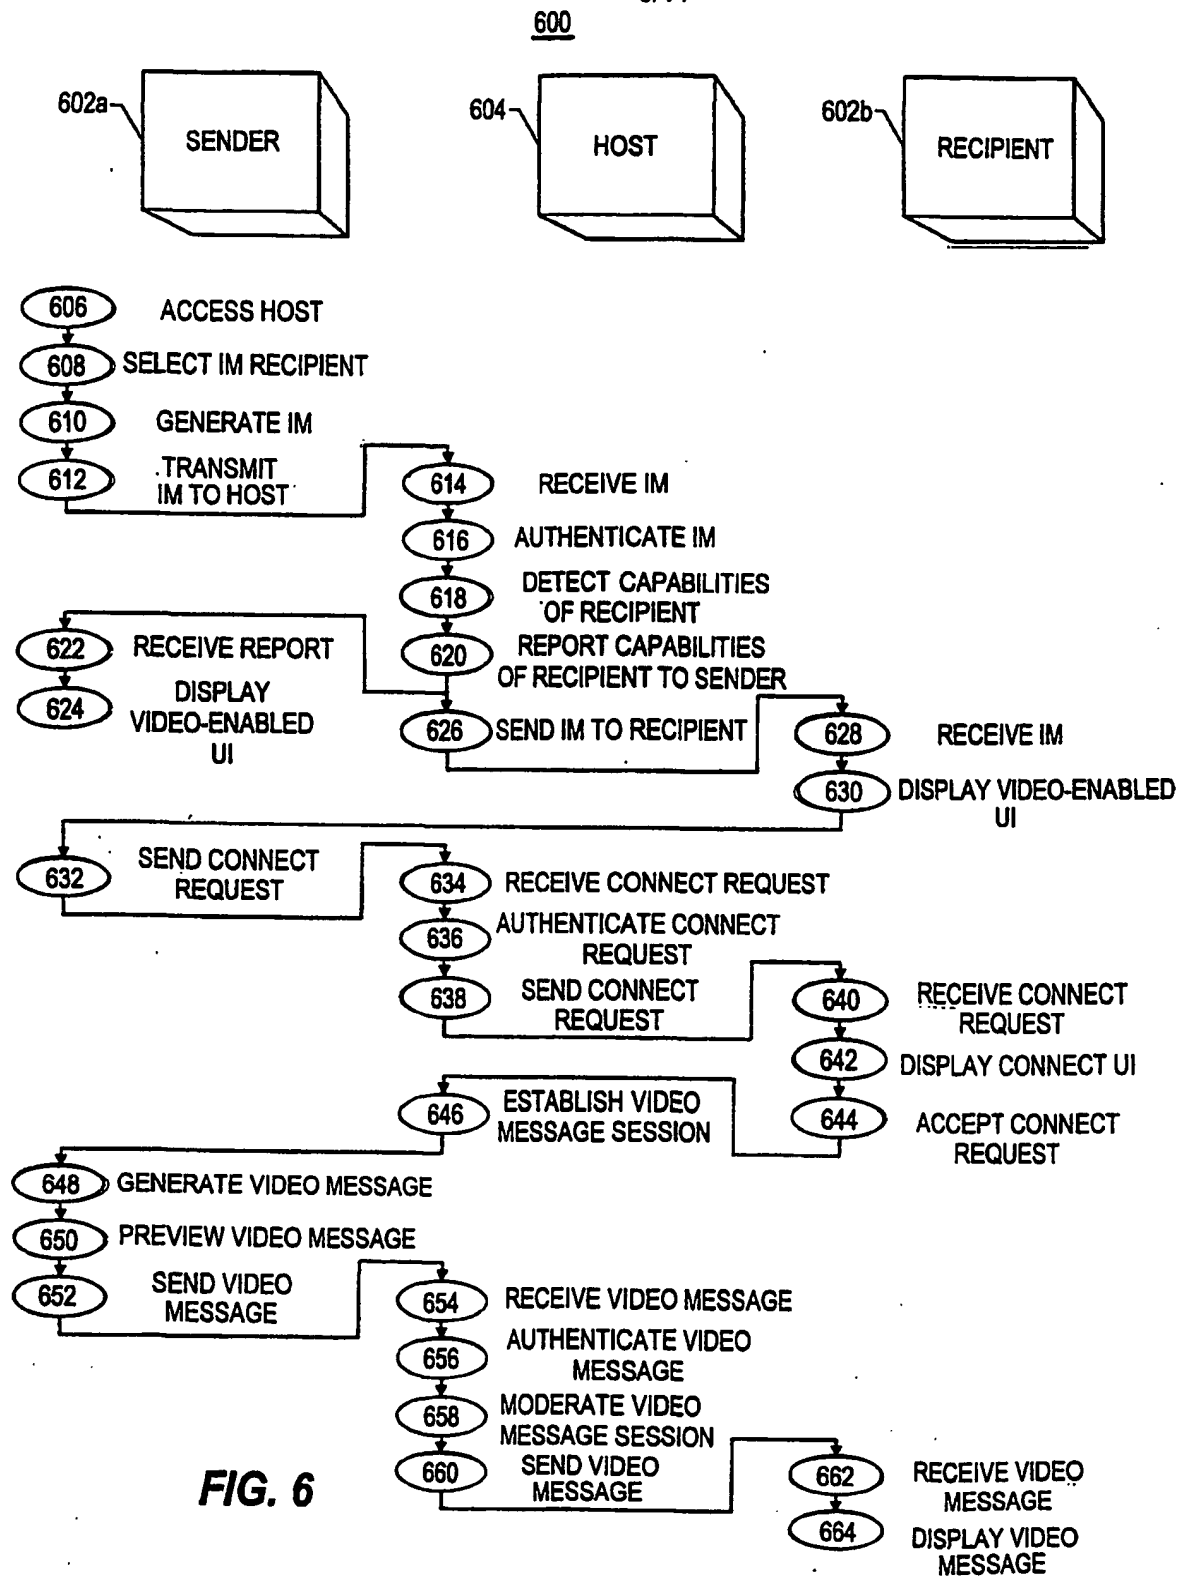 600
602a
SENDER
604
HOST
602b
RECIPIENT
606 ACCESS HOST
608 SELECT IM RECIPIENT
610 GENERATE IM
612 TRANSMIT
IM TO HOST
614 RECEIVE IM
616 AUTHENTICATE IM
618 DETECT CAPABILITIES
OF RECIPIENT
620 REPORT CAPABILITIES
OF RECIPIENT TO SENDER
622 RECEIVE REPORT
624 DISPLAY
VIDEO-ENABLED
UI
626 SEND IM TO RECIPIENT
628 RECEIVE IM
630 DISPLAY VIDEO-ENABLED
UI
632 SEND CONNECT
REQUEST
634 RECEIVE CONNECT REQUEST
636 AUTHENTICATE CONNECT
REQUEST
638 SEND CONNECT
REQUEST
640 RECEIVE CONNECT
REQUEST
642 DISPLAY CONNECT UI
644 ACCEPT CONNECT
REQUEST
646 ESTABLISH VIDEO
MESSAGE SESSION
648 GENERATE VIDEO MESSAGE
650 PREVIEW VIDEO MESSAGE
652 SEND VIDEO
MESSAGE
654 RECEIVE VIDEO MESSAGE
656 AUTHENTICATE VIDEO
MESSAGE
658 MODERATE VIDEO
MESSAGE SESSION
660 SEND VIDEO
MESSAGE
662 RECEIVE VIDEO
MESSAGE
664 DISPLAY VIDEO
MESSAGE
FIG. 6